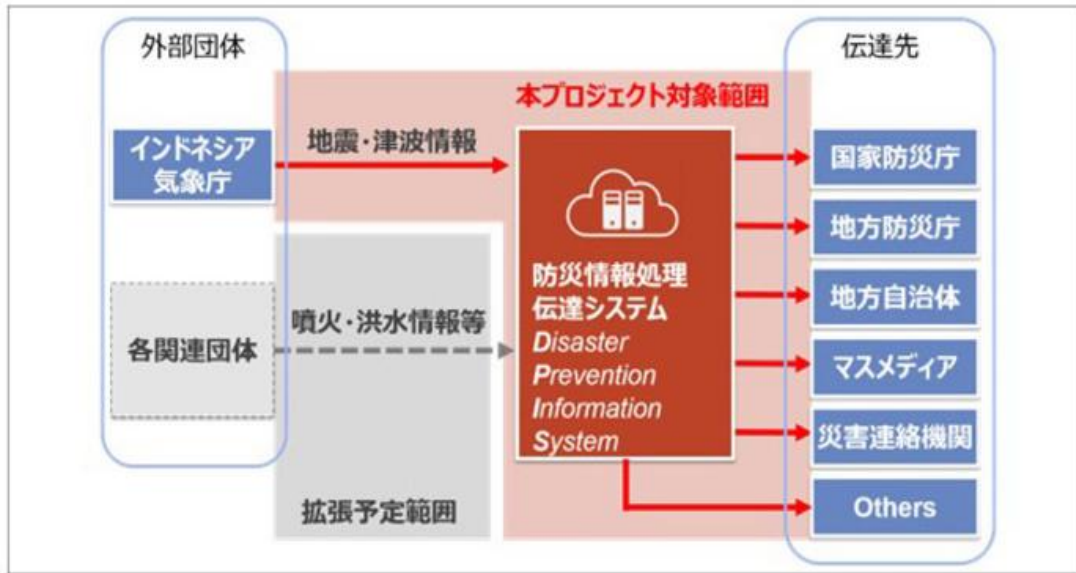 外部団体
伝達先
本プロジェクト対象範囲
インドネシア
気象庁
地震・津波情報
各関連団体
噴火・洪水情報等
拡張予定範囲
防災情報処理
伝達システム
Disaster
Prevention
Information
System
国家防災庁
地方防災庁
地方自治体
マスメディア
災害連絡機関
Others